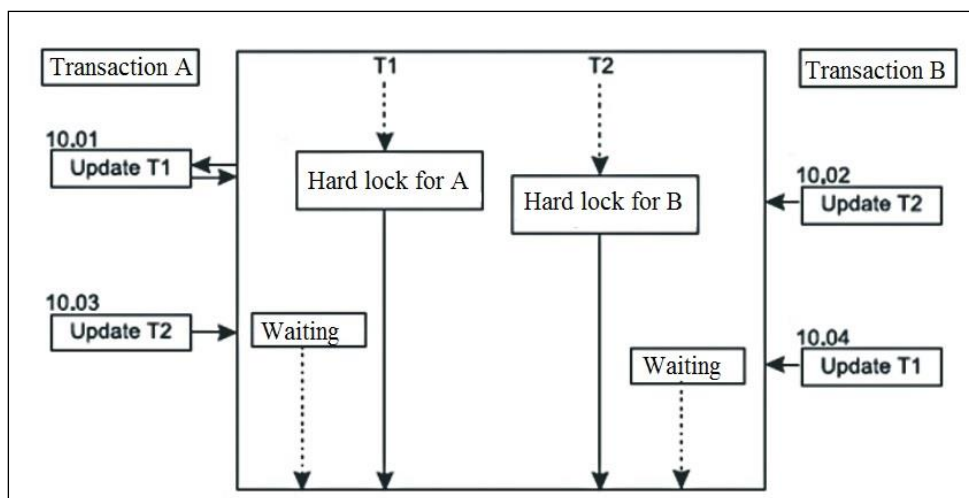 Transaction A
T1
T2
Transaction B
10.01
Update T1
Hard lock for A
10.02
Update T2
Hard lock for B
10.03
Update T2
Waiting
10.04
Update T1
Waiting